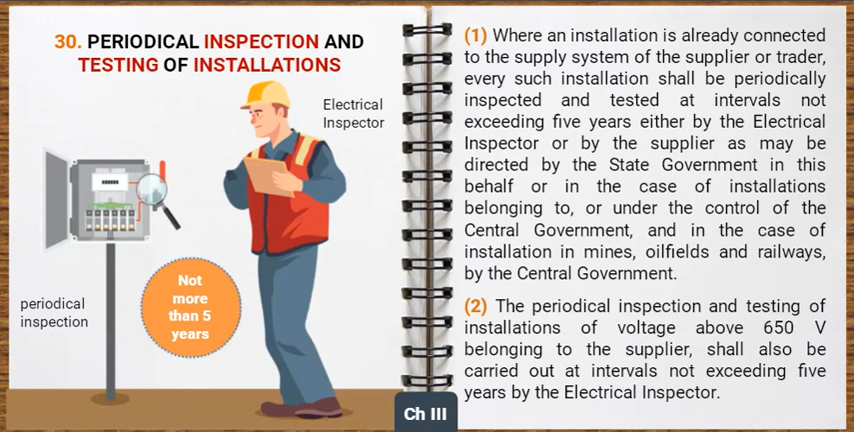 30. PERIODICAL INSPECTION AND
TESTING OF INSTALLATIONS
Electrical
Inspector
Not
more
than 5
years
periodical
inspection
(1) Where an installation is already connected
to the supply system of the supplier or trader,
every such installation shall be periodically
inspected and tested at intervals not
exceeding five years either by the Electrical
Inspector or by the supplier as may be
directed by the State Government in this
behalf or in the case of installations
belonging to, or under the control of the
Central Government, and in the case of
installation in mines, oilfields and railways,
by the Central Government.
(2) The periodical inspection and testing of
installations of voltage above 650 V
belonging to the supplier, shall also be
carried out at intervals not exceeding five
years by the Electrical Inspector.
Ch III